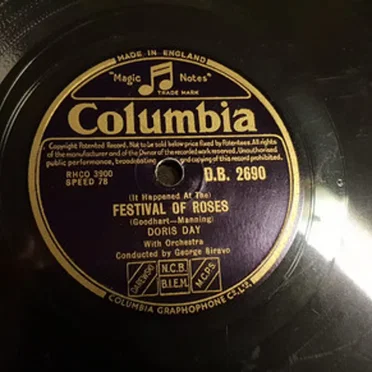 MADE IN ENGLAND
"Magic Notes"
TRADE MARK
Columbia
Copyright Patented Record. Not to be sold below price fixed by Patentees. All rights
of the manufacturer and of the Owner of the recorded work reserved. Unauthorised
public performance, broadcasting and copying of this record prohibited.
RHCO 3900
SPEED 78
D.B. 2690
(It Happened At The)
FESTIVAL OF ROSES
(Goodhart—Manning)
DORIS DAY
With Orchestra
Conducted by George Siravo
N.C.B.
B.I.E.M.
M.C.P.S.
COLUMBIA GRAPHOPHONE Co. LTD.